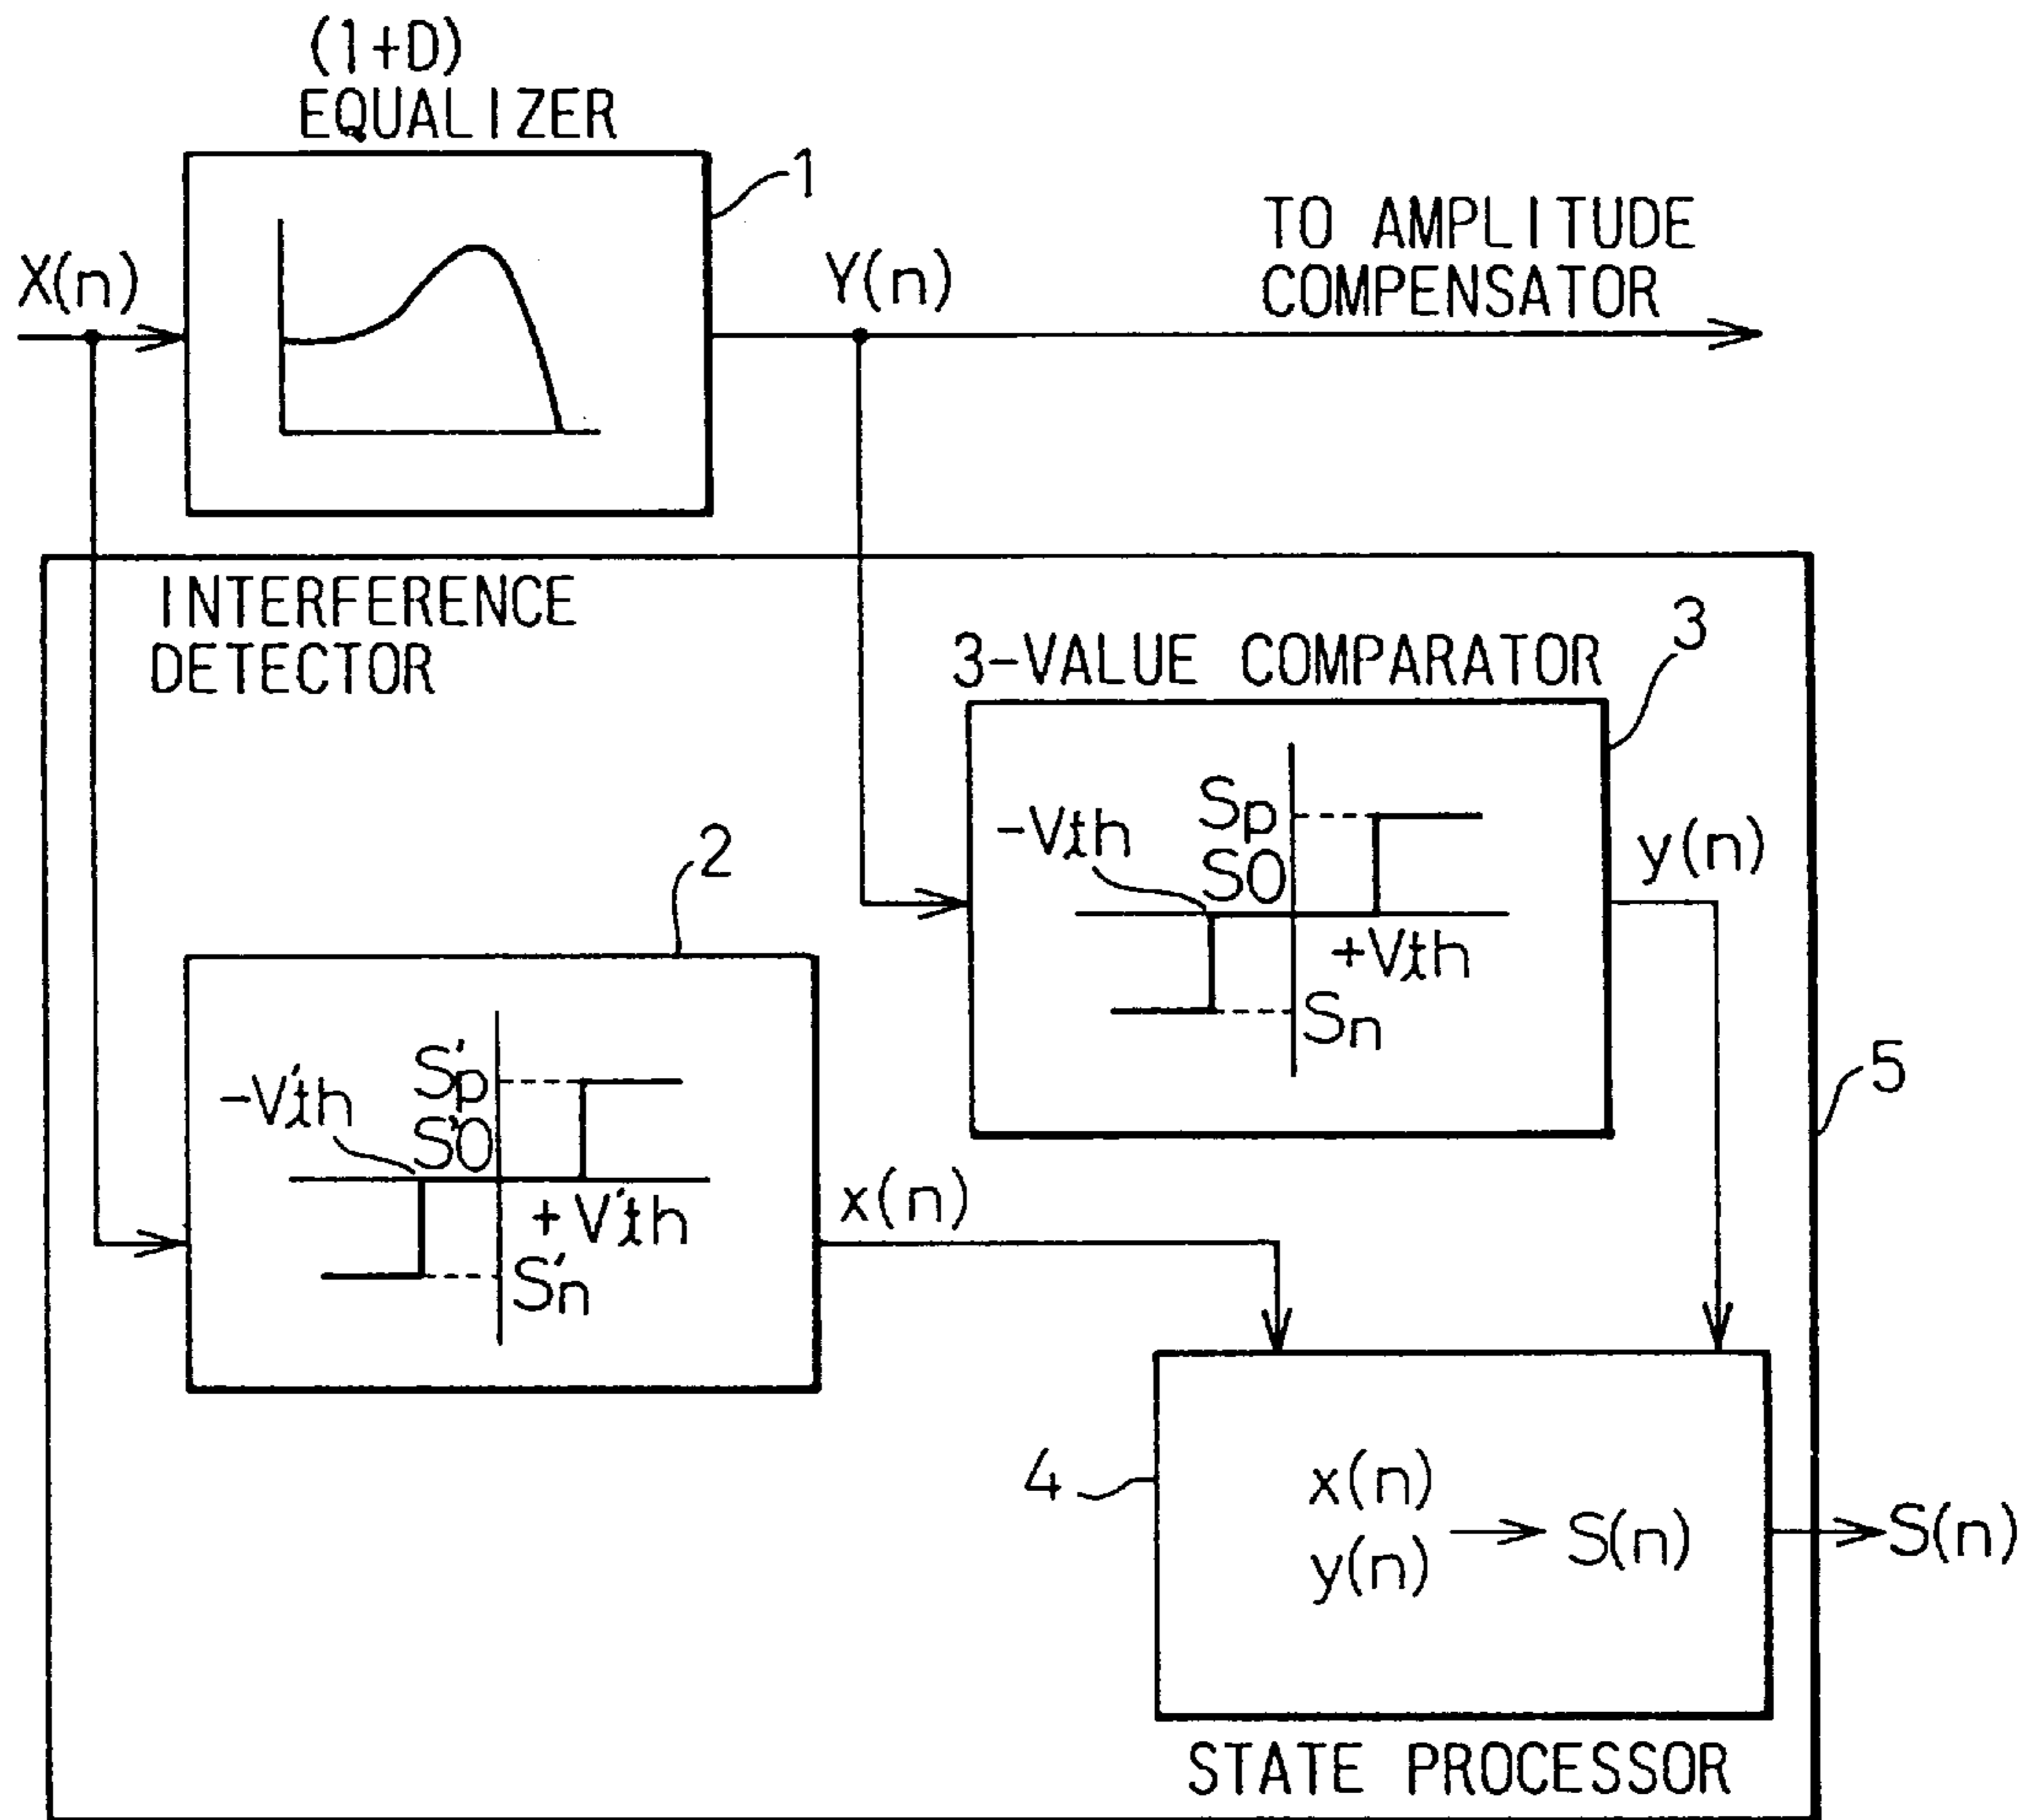 (1+D)
EQUALIZER
1
X(n)
Y(n)
TO AMPLITUDE
COMPENSATOR
INTERFERENCE
DETECTOR
3-VALUE COMPARATOR
3
-Vth
Sp
S0
+Vth
Sn
y(n)
2
-V'th
S'p
S'0
+V'th
S'n
x(n)
5
4
x(n)
y(n)
→ S(n)
S(n)
STATE PROCESSOR